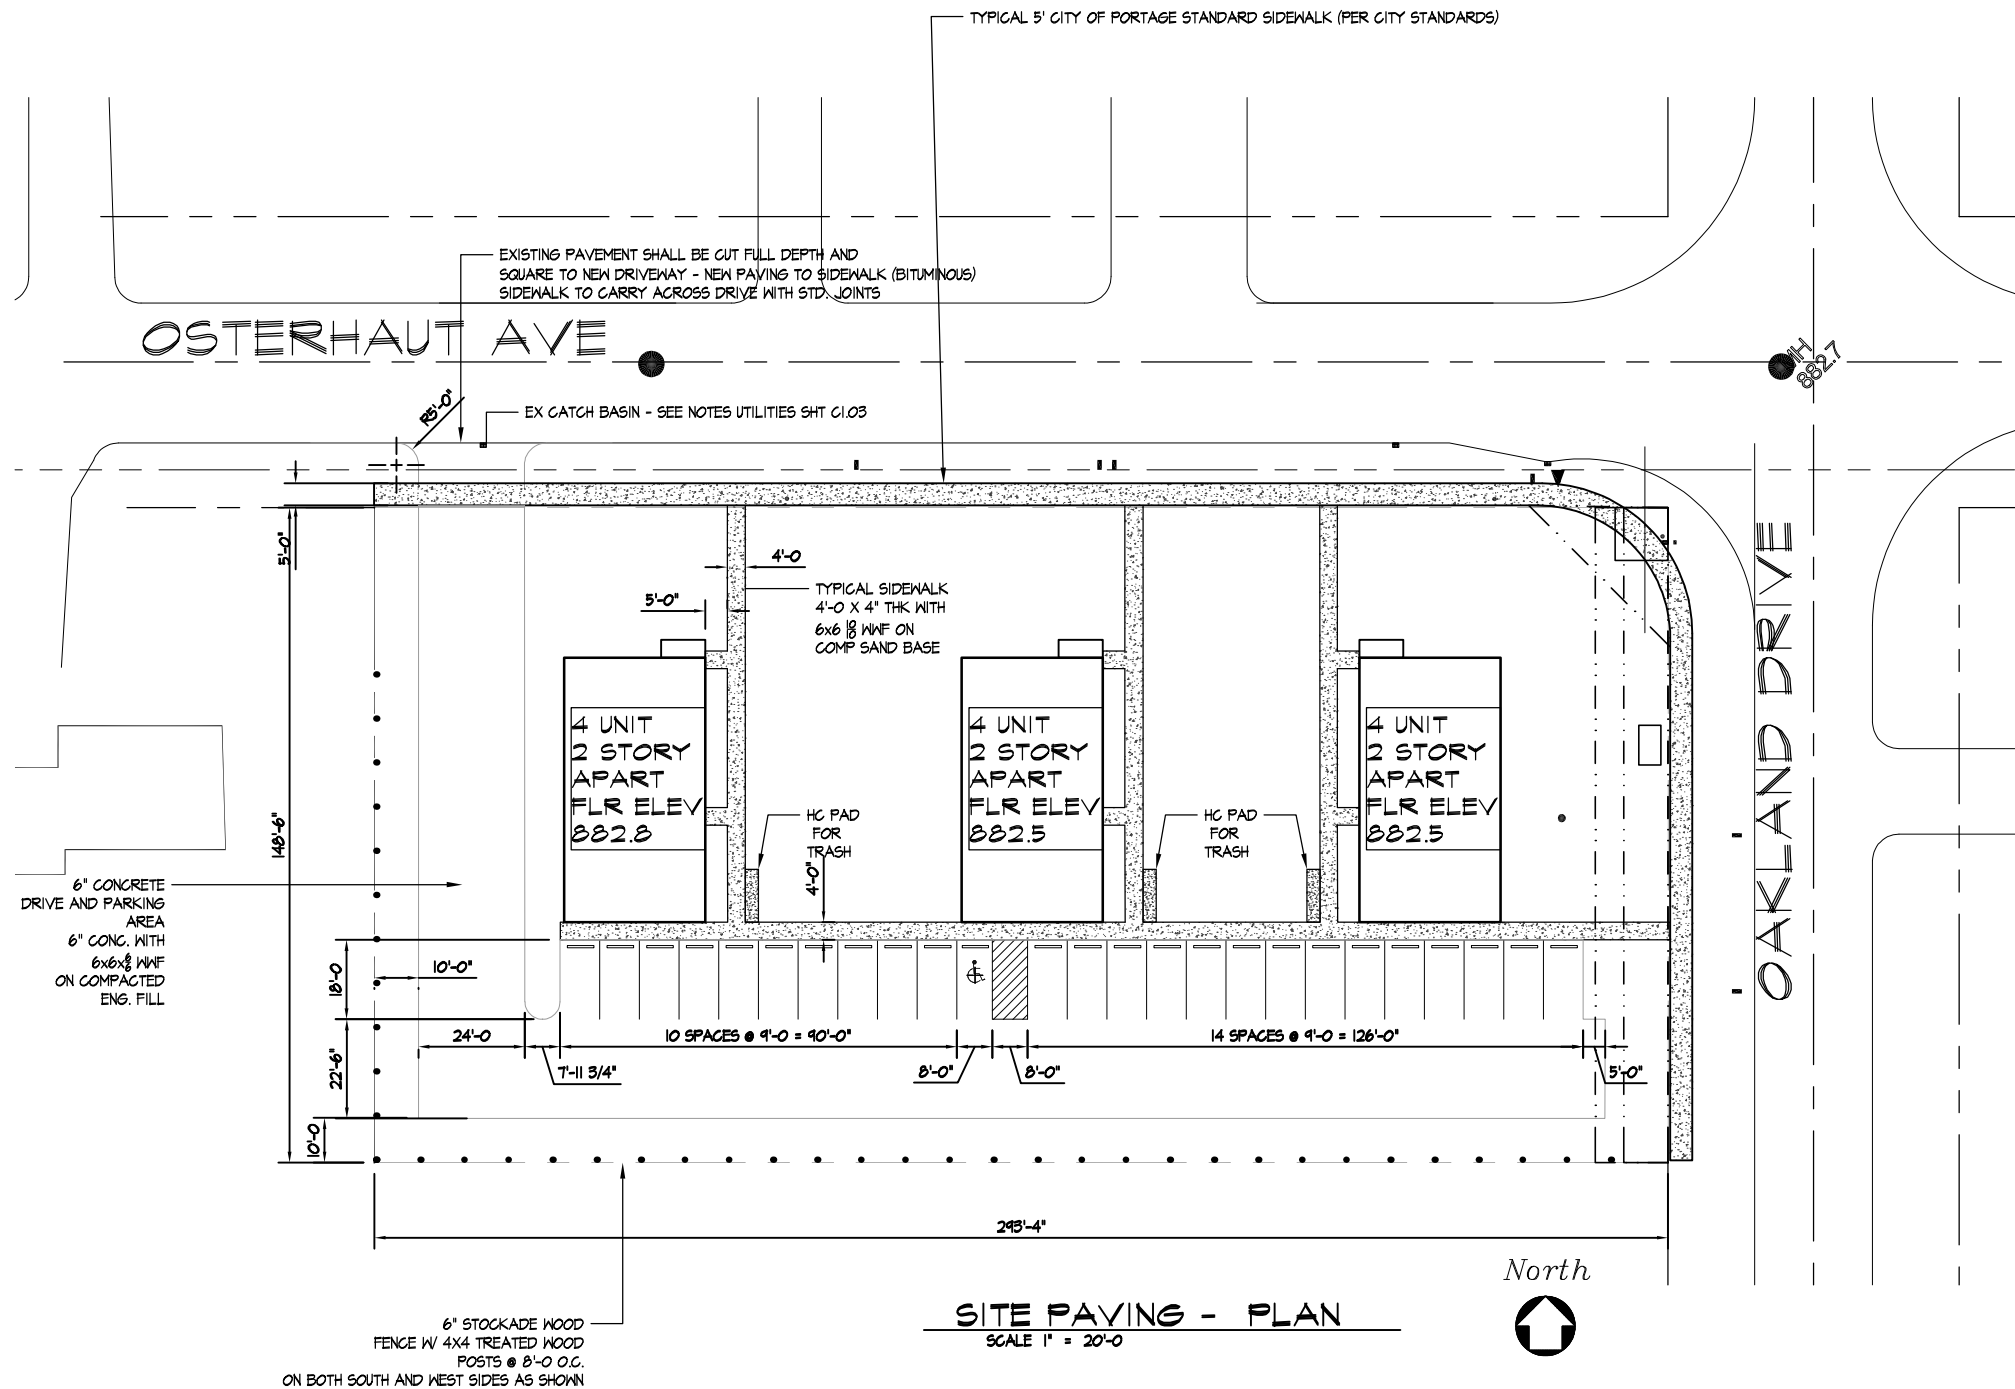 TYPICAL 5' CITY OF PORTAGE STANDARD SIDEWALK (PER CITY STANDARDS)
EXISTING PAVEMENT SHALL BE CUT FULL DEPTH AND
SQUARE TO NEW DRIVEWAY - NEW PAVING TO SIDEWALK (BITUMINOUS)
SIDEWALK TO CARRY ACROSS DRIVE WITH STD. JOINTS
OSTERHAUT AVE
MH
882.7
R5'-0"
EX CATCH BASIN - SEE NOTES UTILITIES SHT C1.03
5'-0"
4'-0
5'-0"
TYPICAL SIDEWALK
4'-0 X 4" THK WITH
6x6 10/10 WWF ON
COMP SAND BASE
OAKLAND DRIVE
4 UNIT
2 STORY
APART
FLR ELEV
882.8
4 UNIT
2 STORY
APART
FLR ELEV
882.5
4 UNIT
2 STORY
APART
FLR ELEV
882.5
HC PAD
FOR
TRASH
HC PAD
FOR
TRASH
148'-6"
4'-0"
6" CONCRETE
DRIVE AND PARKING
AREA
6" CONC. WITH
6x6x6/6 WWF
ON COMPACTED
ENG. FILL
18'-0
10'-0"
24'-0
10 SPACES @ 9'-0 = 90'-0"
14 SPACES @ 9'-0 = 126'-0"
22'-6"
7'-11 3/4"
8'-0"
8'-0"
5'-0"
10'-0
293'-4"
North
SITE PAVING - PLAN
SCALE 1" = 20'-0
6" STOCKADE WOOD
FENCE W/ 4X4 TREATED WOOD
POSTS @ 8'-0 O.C.
ON BOTH SOUTH AND WEST SIDES AS SHOWN